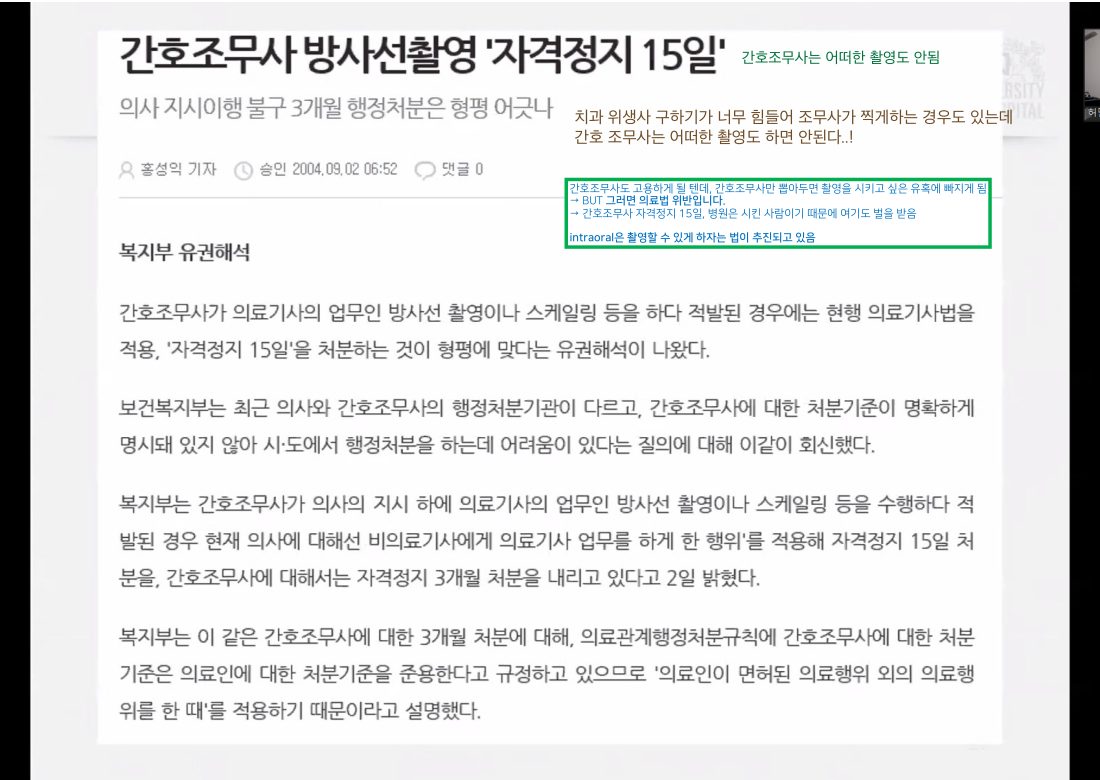 간호조무사 방사선촬영 '자격정지 15일'
간호조무사는 어떠한 촬영도 안됨
의사 지시이행 불구 3개월 행정처분은 형평 어긋나
치과 위생사 구하기가 너무 힘들어 조무사가 찍게하는 경우도 있는데
간호 조무사는 어떠한 촬영도 하면 안된다..!
홍성익 기자 승인 2004.09.02 06:52 댓글 0
간호조무사도 고용하게 될 텐데, 간호조무사만 뽑아두면 촬영을 시키고 싶은 유혹에 빠지게 됨
→ BUT 그러면 의료법 위반입니다.
→ 간호조무사 자격정지 15일, 병원은 시킨 사람이기 때문에 여기도 벌을 받음
intraoral은 촬영할 수 있게 하자는 법이 추진되고 있음
복지부 유권해석
간호조무사가 의료기사의 업무인 방사선 촬영이나 스케일링 등을 하다 적발된 경우에는 현행 의료기사법을
적용, '자격정지 15일'을 처분하는 것이 형평에 맞다는 유권해석이 나왔다.
보건복지부는 최근 의사와 간호조무사의 행정처분기관이 다르고, 간호조무사에 대한 처분기준이 명확하게
명시돼 있지 않아 시·도에서 행정처분을 하는데 어려움이 있다는 질의에 대해 이같이 회신했다.
복지부는 간호조무사가 의사의 지시 하에 의료기사의 업무인 방사선 촬영이나 스케일링 등을 수행하다 적
발된 경우 현재 의사에 대해선 비의료기사에게 의료기사 업무를 하게 한 행위'를 적용해 자격정지 15일 처
분을, 간호조무사에 대해서는 자격정지 3개월 처분을 내리고 있다고 2일 밝혔다.
복지부는 이 같은 간호조무사에 대한 3개월 처분에 대해, 의료관계행정처분규칙에 간호조무사에 대한 처분
기준은 의료인에 대한 처분기준을 준용한다고 규정하고 있으므로 '의료인이 면허된 의료행위 외의 의료행
위를 한 때'를 적용하기 때문이라고 설명했다.